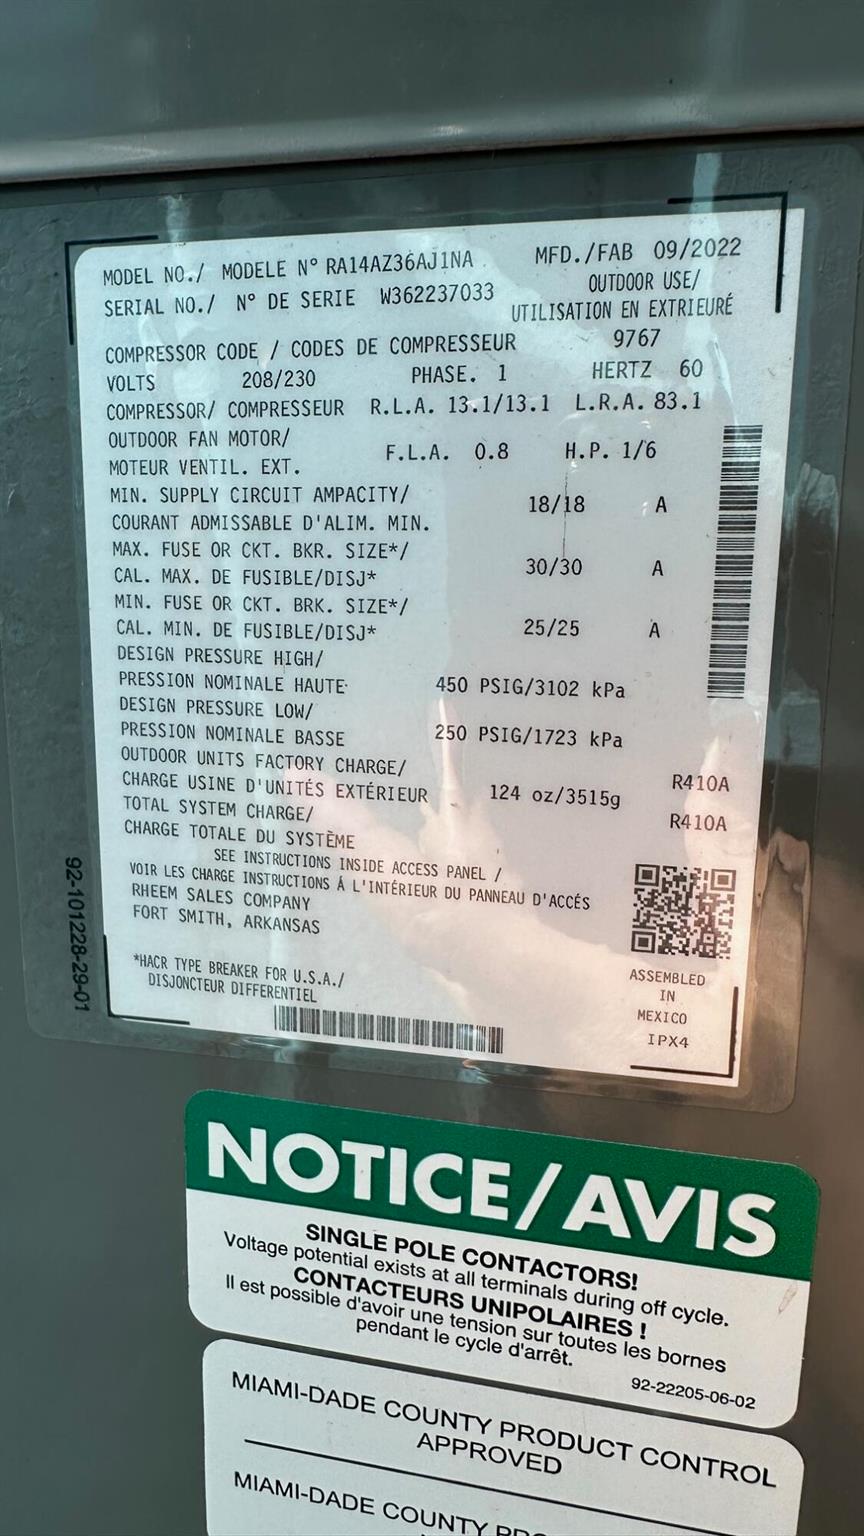 MODEL NO./ MODELE N° RA14AZ36AJ1NA MFD./FAB 09/2022
SERIAL NO./ N° DE SERIE W362237033 OUTDOOR USE/
UTILISATION EN EXTRIEURÉ
COMPRESSOR CODE / CODES DE COMPRESSEUR 9767
VOLTS 208/230 PHASE. 1 HERTZ 60
COMPRESSOR/ COMPRESSEUR R.L.A. 13.1/13.1 L.R.A. 83.1
OUTDOOR FAN MOTOR/
MOTEUR VENTIL. EXT. F.L.A. 0.8 H.P. 1/6
MIN. SUPPLY CIRCUIT AMPACITY/
COURANT ADMISSABLE D'ALIM. MIN. 18/18 A
MAX. FUSE OR CKT. BKR. SIZE*/
CAL. MAX. DE FUSIBLE/DISJ* 30/30 A
MIN. FUSE OR CKT. BRK. SIZE*/
CAL. MIN. DE FUSIBLE/DISJ* 25/25 A
DESIGN PRESSURE HIGH/
PRESSION NOMINALE HAUTE 450 PSIG/3102 kPa
DESIGN PRESSURE LOW/
PRESSION NOMINALE BASSE 250 PSIG/1723 kPa
OUTDOOR UNITS FACTORY CHARGE/
CHARGE USINE D'UNITÉS EXTÉRIEUR 124 oz/3515g R410A
TOTAL SYSTEM CHARGE/ R410A
CHARGE TOTALE DU SYSTÈME
SEE INSTRUCTIONS INSIDE ACCESS PANEL /
VOIR LES CHARGE INSTRUCTIONS Á L'INTÉRIEUR DU PANNEAU D'ACCÉS
RHEEM SALES COMPANY
FORT SMITH, ARKANSAS
*HACR TYPE BREAKER FOR U.S.A./
DISJONCTEUR DIFFERENTIEL
ASSEMBLED
IN
MEXICO
IPX4
92-101228-29-01
NOTICE/AVIS
SINGLE POLE CONTACTORS!
Voltage potential exists at all terminals during off cycle.
CONTACTEURS UNIPOLAIRES !
Il est possible d'avoir une tension sur toutes les bornes
pendant le cycle d'arrêt.
92-22205-06-02
MIAMI-DADE COUNTY PRODUCT CONTROL
APPROVED
MIAMI-DADE COUNTY